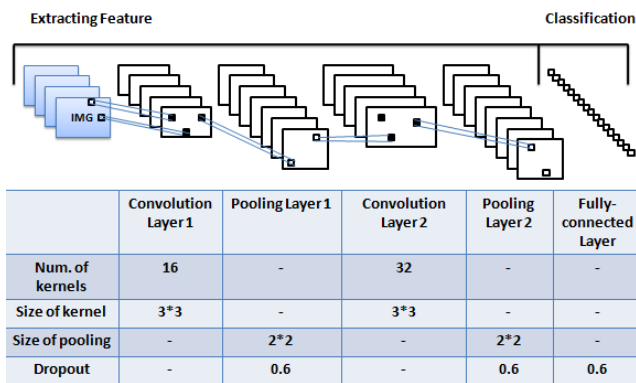 Extracting Feature Classification
IMG
Convolution Layer 1 Pooling Layer 1 Convolution Layer 2 Pooling Layer 2 Fully-connected Layer
Num. of kernels 16 - 32 - -
Size of kernel 3*3 - 3*3 - -
Size of pooling - 2*2 - 2*2 -
Dropout - 0.6 - 0.6 0.6